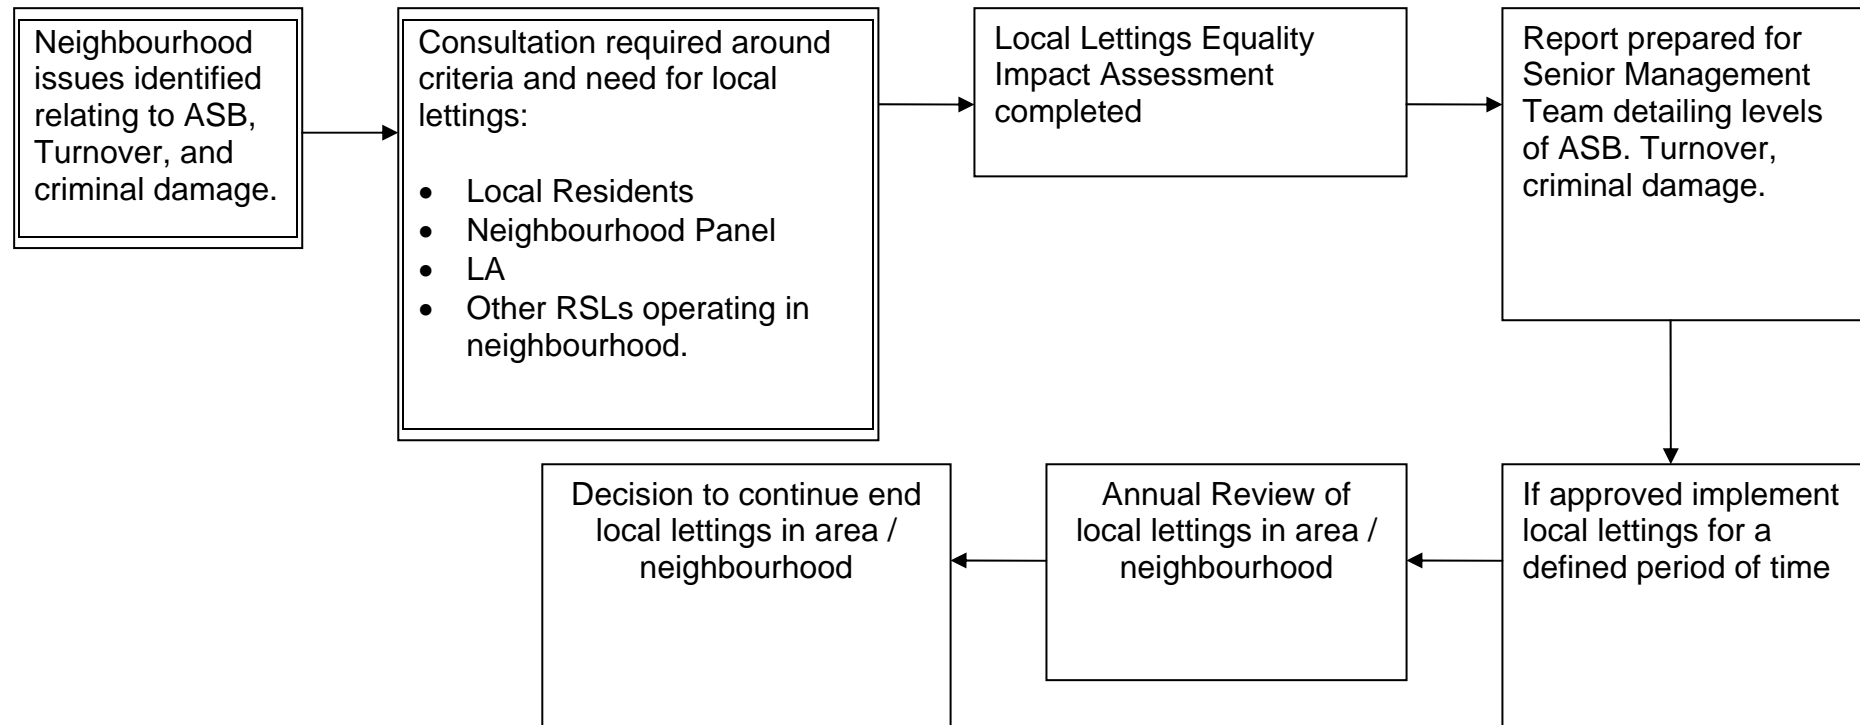 Neighbourhood
issues identified
relating to ASB,
Turnover, and
criminal damage.
Consultation required around
criteria and need for local
lettings:
• Local Residents
• Neighbourhood Panel
• LA
• Other RSLs operating in
neighbourhood.
Local Lettings Equality
Impact Assessment
completed
Report prepared for
Senior Management
Team detailing levels
of ASB. Turnover,
criminal damage.
If approved implement
local lettings for a
defined period of time
Annual Review of
local lettings in area /
neighbourhood
Decision to continue end
local lettings in area /
neighbourhood